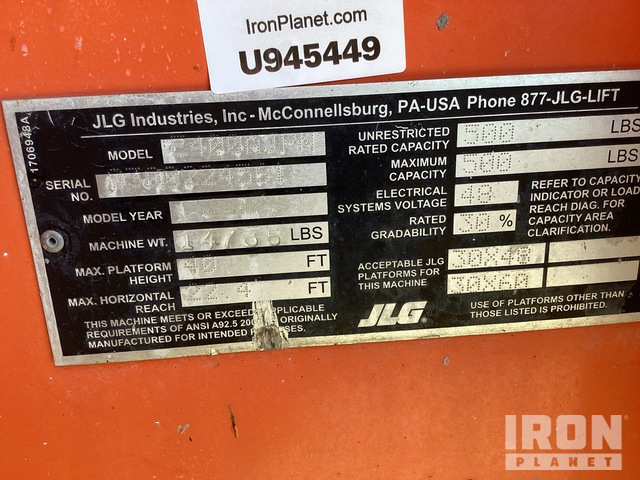 IronPlanet.com
U945449
JLG Industries, Inc - McConnellsburg, PA-USA Phone 877-JLG-LIFT
1706948A
MODEL
SERIAL NO.
MODEL YEAR
MACHINE WT. 14785 LBS
MAX. PLATFORM HEIGHT 40 FT
MAX. HORIZONTAL REACH FT
THIS MACHINE MEETS OR EXCEEDS APPLICABLE
REQUIREMENTS OF ANSI A92.5 ORIGINALLY
MANUFACTURED FOR INTENDED
UNRESTRICTED RATED CAPACITY 500 LBS
MAXIMUM CAPACITY 500 LBS
ELECTRICAL SYSTEMS VOLTAGE 48
RATED GRADABILITY 30 %
REFER TO CAPACITY
INDICATOR OR LOAD
REACH DIAG. FOR
CAPACITY AREA
CLARIFICATION.
ACCEPTABLE JLG
PLATFORMS FOR
THIS MACHINE
30X48
30X60
JLG
USE OF PLATFORMS OTHER THAN
THOSE LISTED IS PROHIBITED.
IRON
PLANET